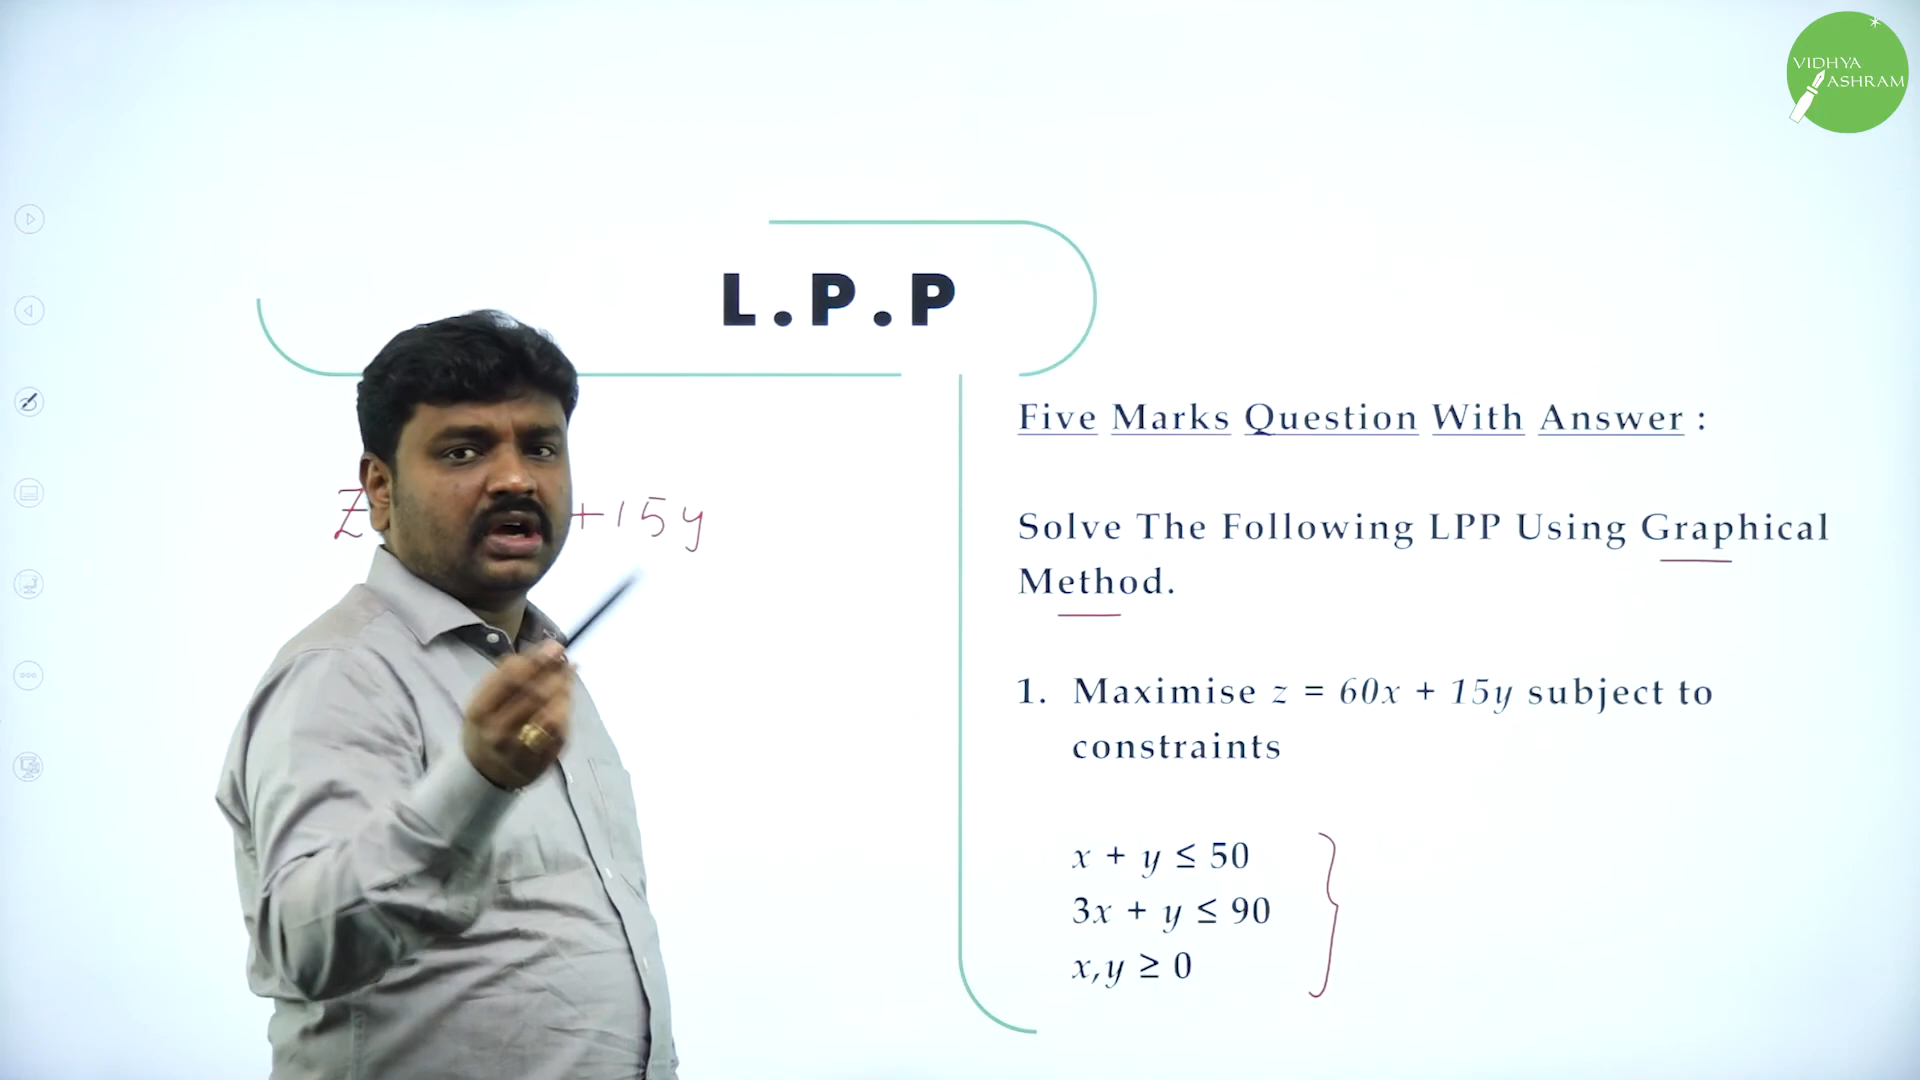 VIDHYA
ASHRAM
L.P.P
Z +15y
Five Marks Question With Answer :
Solve The Following LPP Using Graphical
Method.
1. Maximise z = 60x + 15y subject to
constraints
x + y ≤ 50
3x + y ≤ 90
x,y ≥ 0